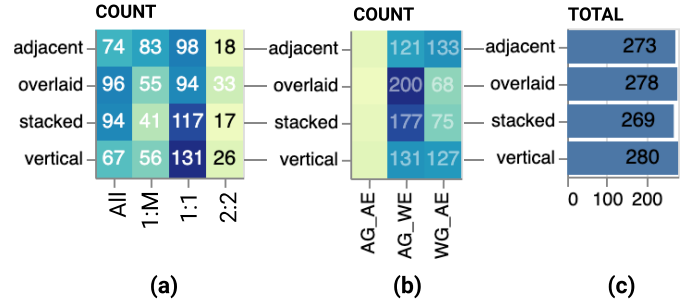 COUNT
adjacent 74 83 98 18
overlaid 96 55 94 33
stacked 94 41 117 17
vertical 67 56 131 26
All 1:M 1:1 2:2
(a)
COUNT
adjacent 121 133
overlaid 200 68
stacked 177 75
vertical 131 127
AG_AE AG_WE WG_AE
(b)
TOTAL
adjacent 273
overlaid 278
stacked 269
vertical 280
0 100 200
(c)